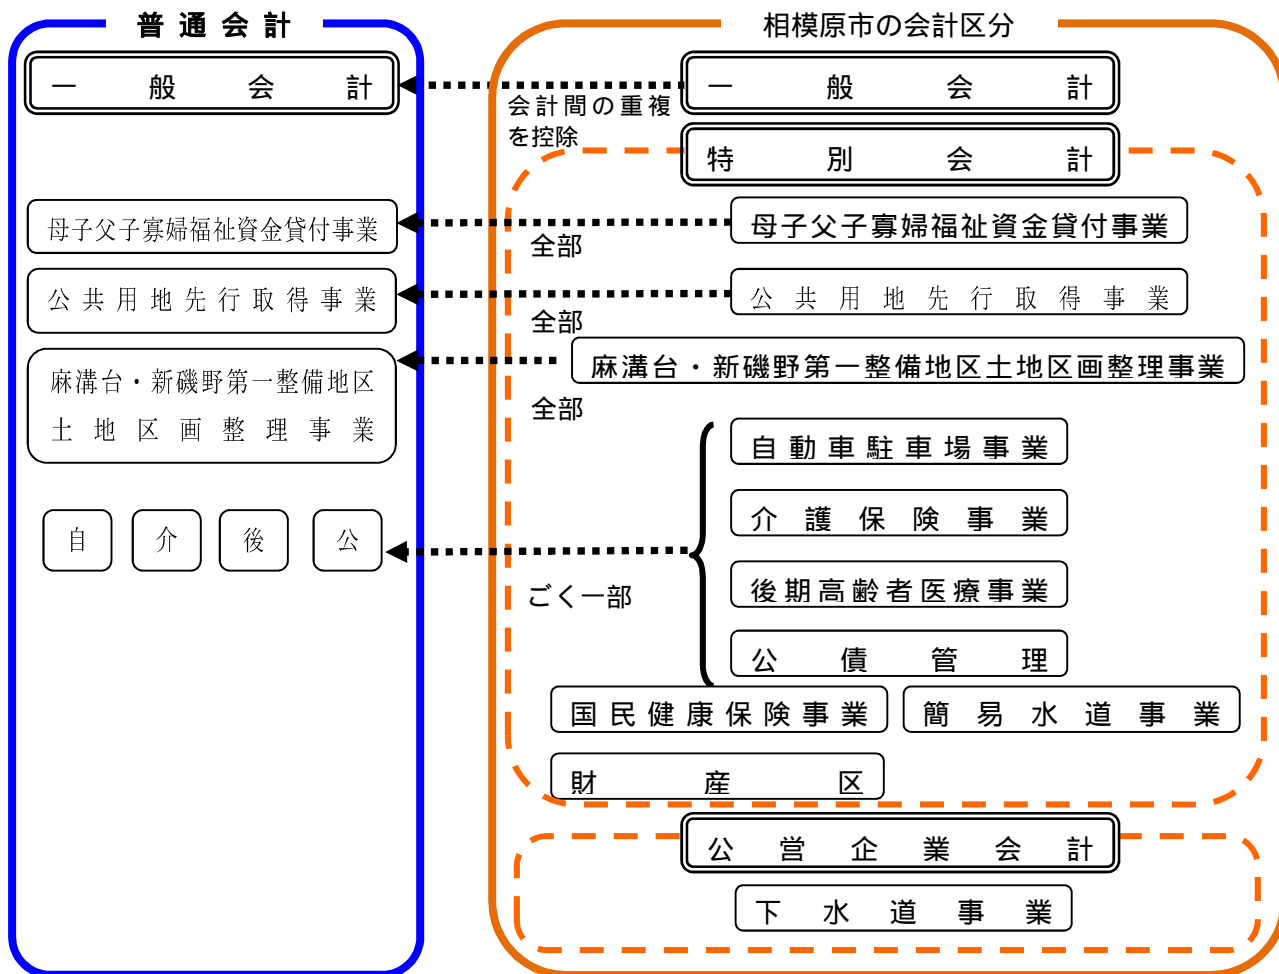 普通会計
一般会計
母子父子寡婦福祉資金貸付事業
公共用地先行取得事業
麻溝台・新磯野第一整備地区
土地区画整理事業
自 介 後 公
会計間の重複
を控除
全部
全部
全部
ごく一部
相模原市の会計区分
一般会計
特別会計
母子父子寡婦福祉資金貸付事業
公共用地先行取得事業
麻溝台・新磯野第一整備地区土地区画整理事業
自動車駐車場事業
介護保険事業
後期高齢者医療事業
公債管理
国民健康保険事業
簡易水道事業
財産区
公営企業会計
下水道事業